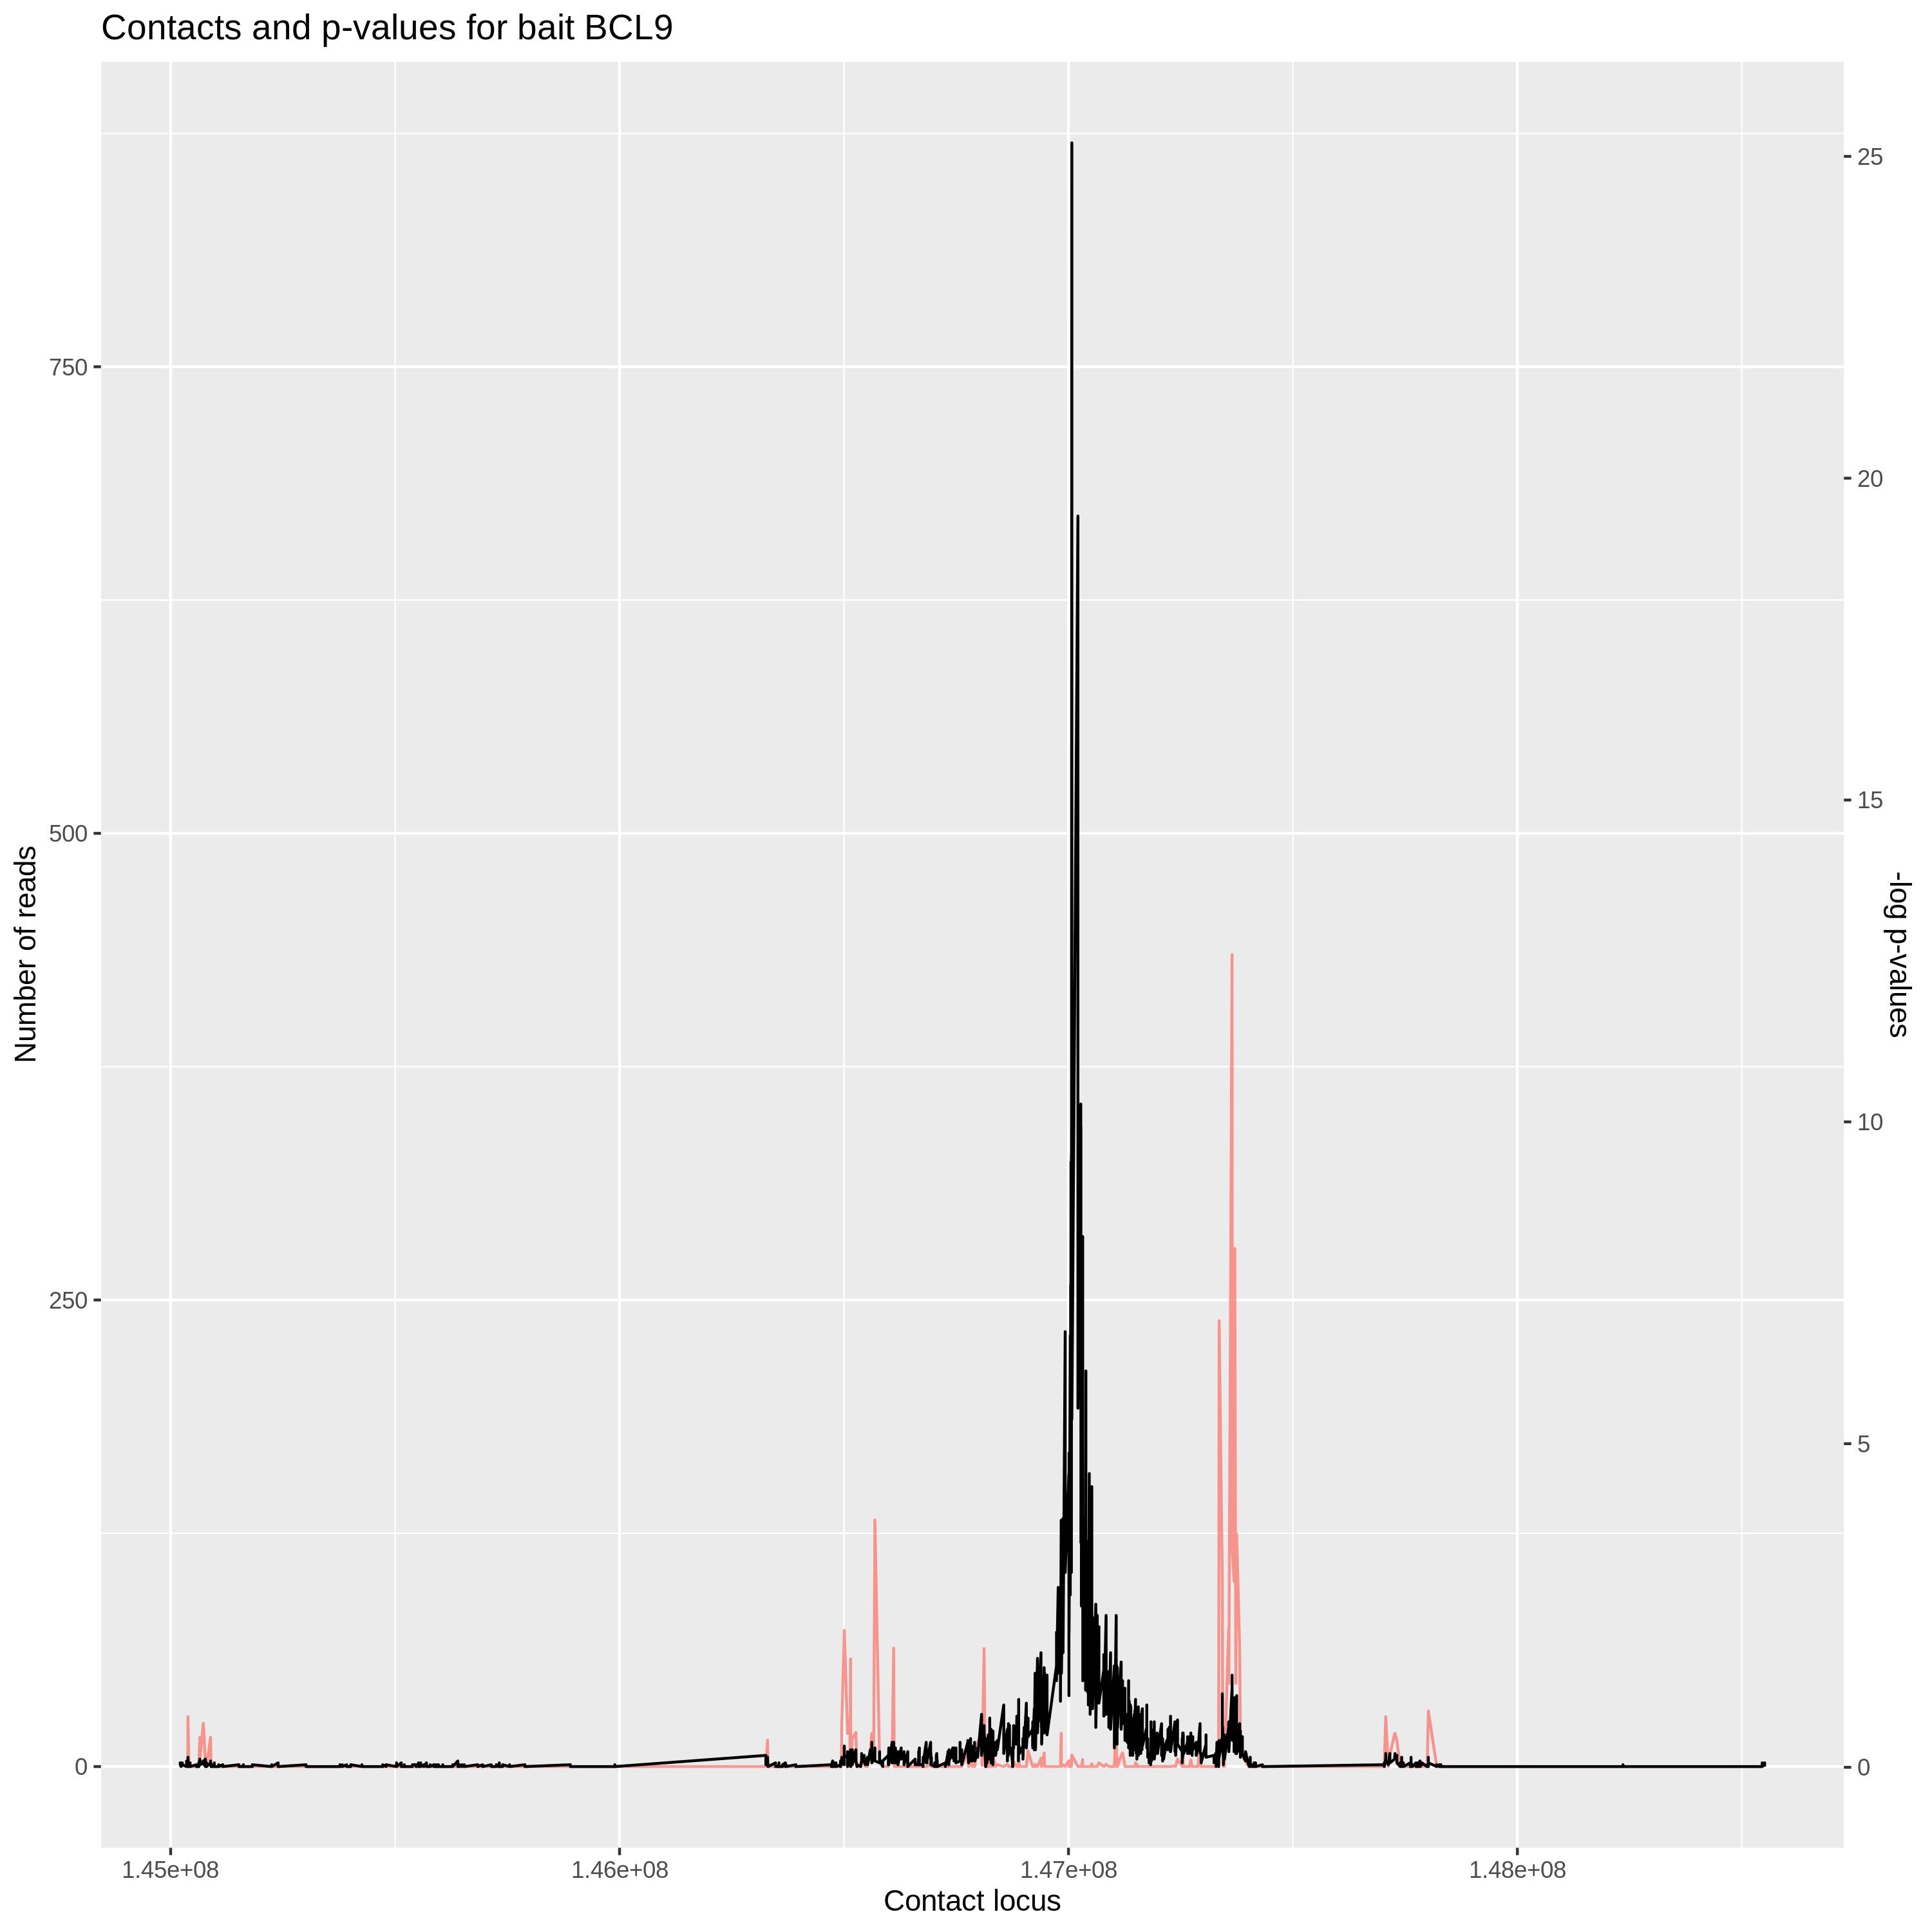 Contacts and p-values for bait BCL9
750
500
250
0
Number of reads
25
20
15
10
5
0
-log p-values
1.45e+08
1.46e+08
1.47e+08
1.48e+08
Contact locus